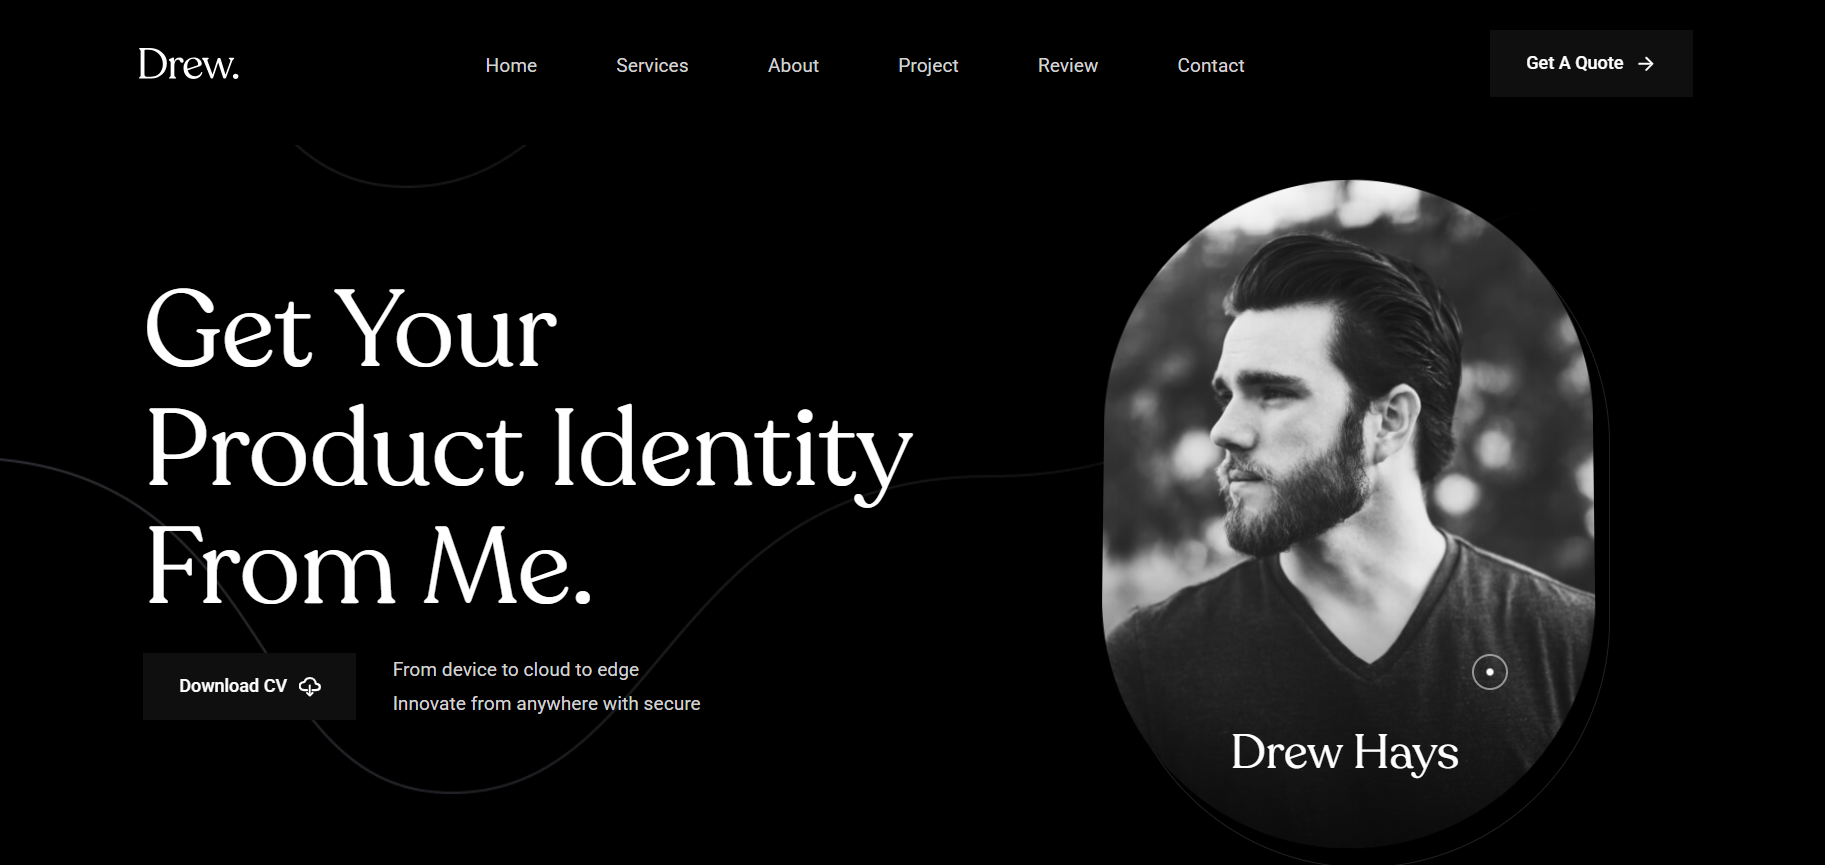 Drew.
Home
Services
About
Project
Review
Contact
Get A Quote
Get Your
Product Identity
From Me.
Download CV
From device to cloud to edge
Innovate from anywhere with secure
Drew Hays